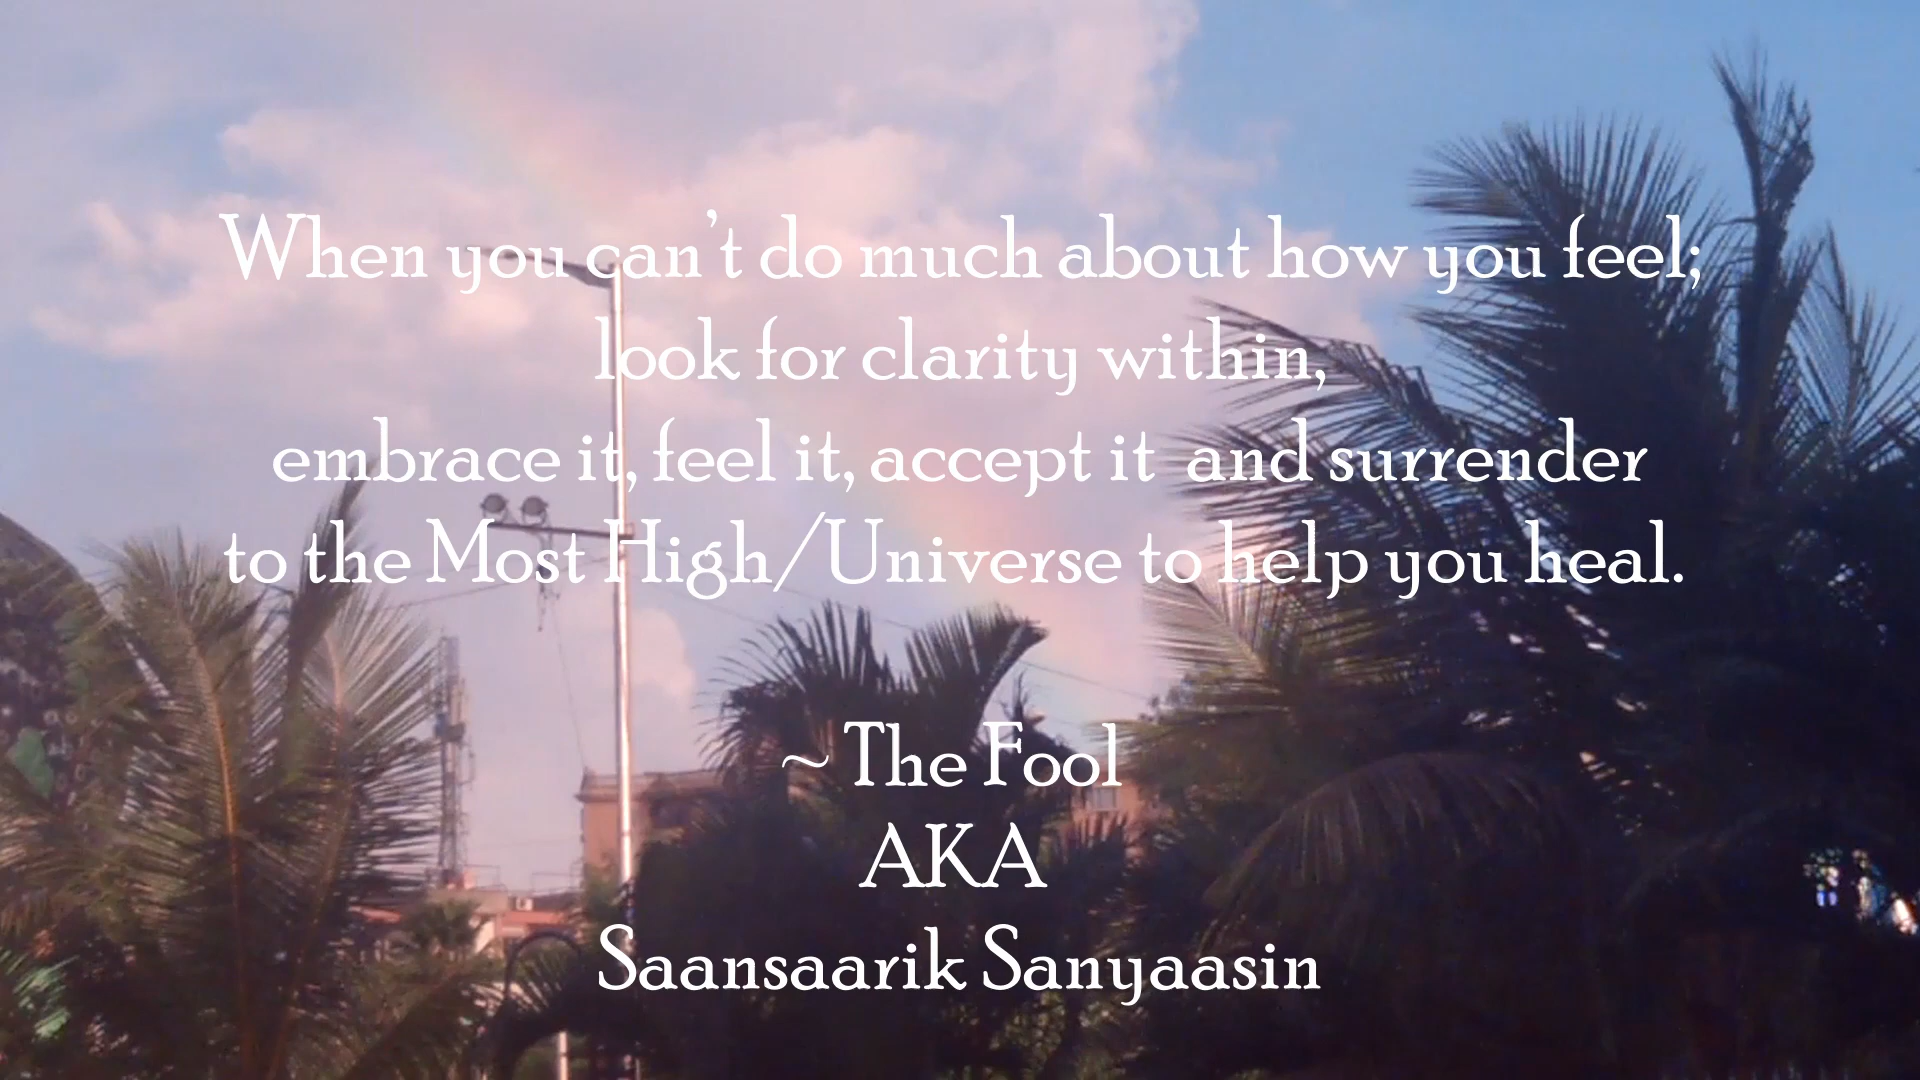 When you can't do much about how you feel;
look for clarity within,
embrace it, feel it, accept it and surrender
to the Most High/Universe to help you heal.
~ The Fool
AKA
Saansaarik Sanyaasin